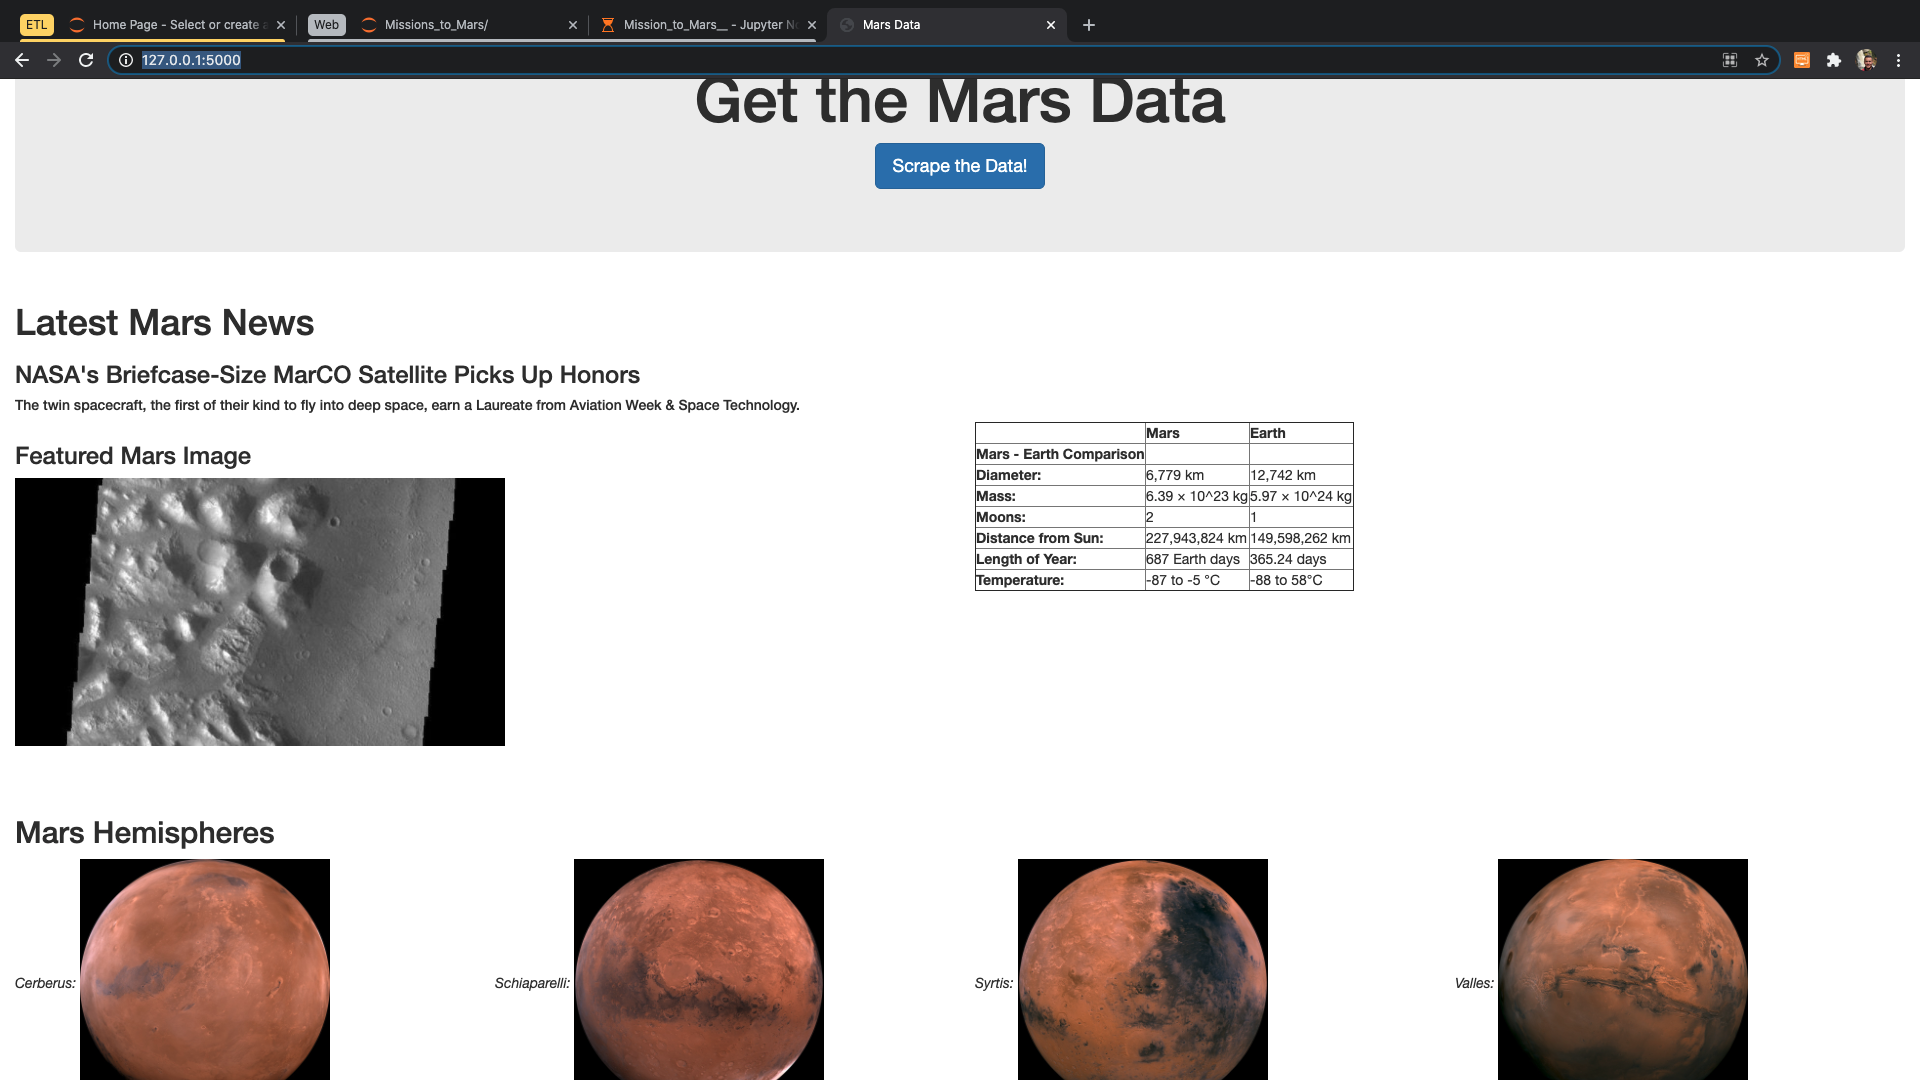 ETL
Home Page - Select or create a
Web
Missions_to_Mars/
Mission_to_Mars__ - Jupyter N
Mars Data
127.0.0.1:5000
Get the Mars Data
Scrape the Data!
Latest Mars News
NASA's Briefcase-Size MarCO Satellite Picks Up Honors
The twin spacecraft, the first of their kind to fly into deep space, earn a Laureate from Aviation Week & Space Technology.
Featured Mars Image
Mars Earth
Mars - Earth Comparison
Diameter: 6,779 km 12,742 km
Mass: 6.39 × 10^23 kg 5.97 × 10^24 kg
Moons: 2 1
Distance from Sun: 227,943,824 km 149,598,262 km
Length of Year: 687 Earth days 365.24 days
Temperature: -87 to -5 °C -88 to 58°C
Mars Hemispheres
Cerberus: Schiaparelli: Syrtis: Valles: